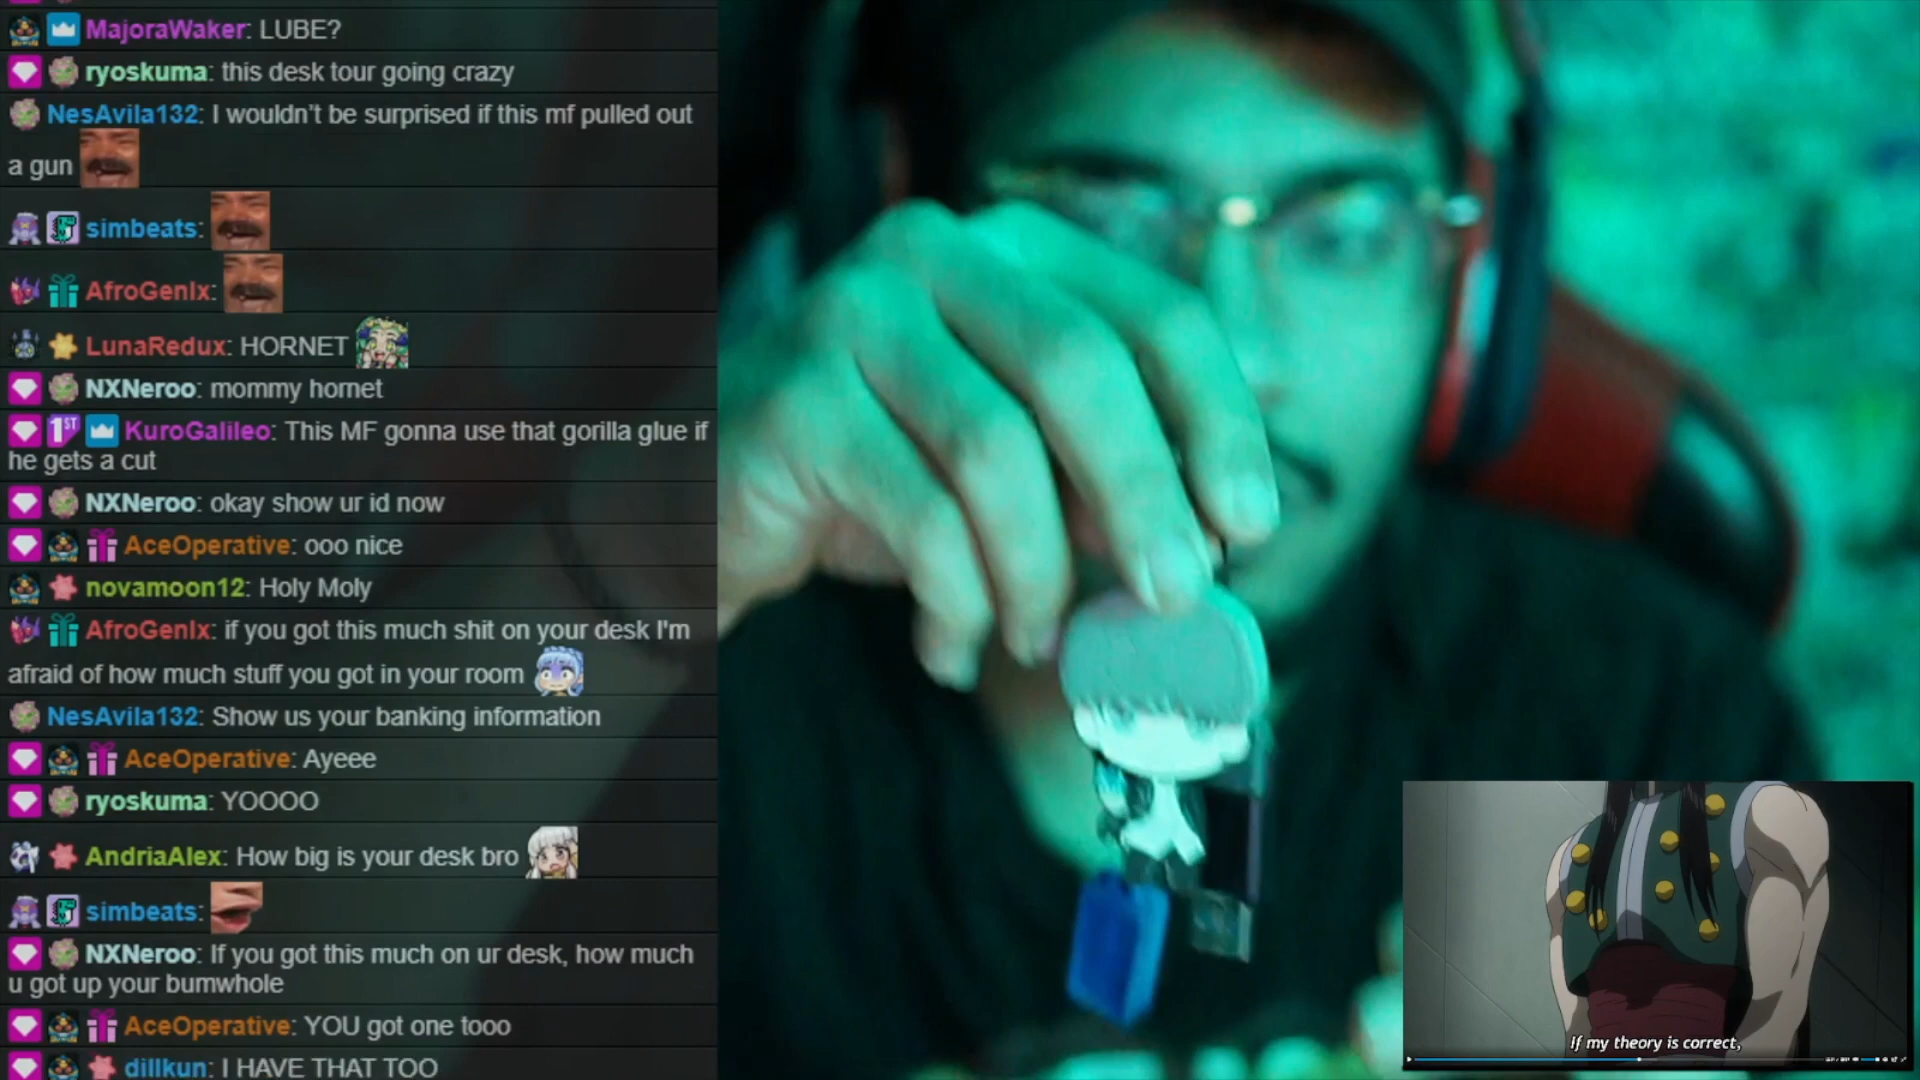 MajoraWaker: LUBE?
ryoskuma: this desk tour going crazy
NesAvila132: I wouldn't be surprised if this mf pulled out
a gun
simbeats:
AfroGenIx:
LunaRedux: HORNET
NXNeroo: mommy hornet
1ST KuroGalileo: This MF gonna use that gorilla glue if
he gets a cut
NXNeroo: okay show ur id now
AceOperative: ooo nice
novamoon12: Holy Moly
AfroGenIx: if you got this much shit on your desk I'm
afraid of how much stuff you got in your room
NesAvila132: Show us your banking information
AceOperative: Ayeee
ryoskuma: YOOOO
AndriaAlex: How big is your desk bro
simbeats:
NXNeroo: If you got this much on ur desk, how much
u got up your bumwhole
AceOperative: YOU got one tooo
dillkun: I HAVE THAT TOO
If my theory is correct,